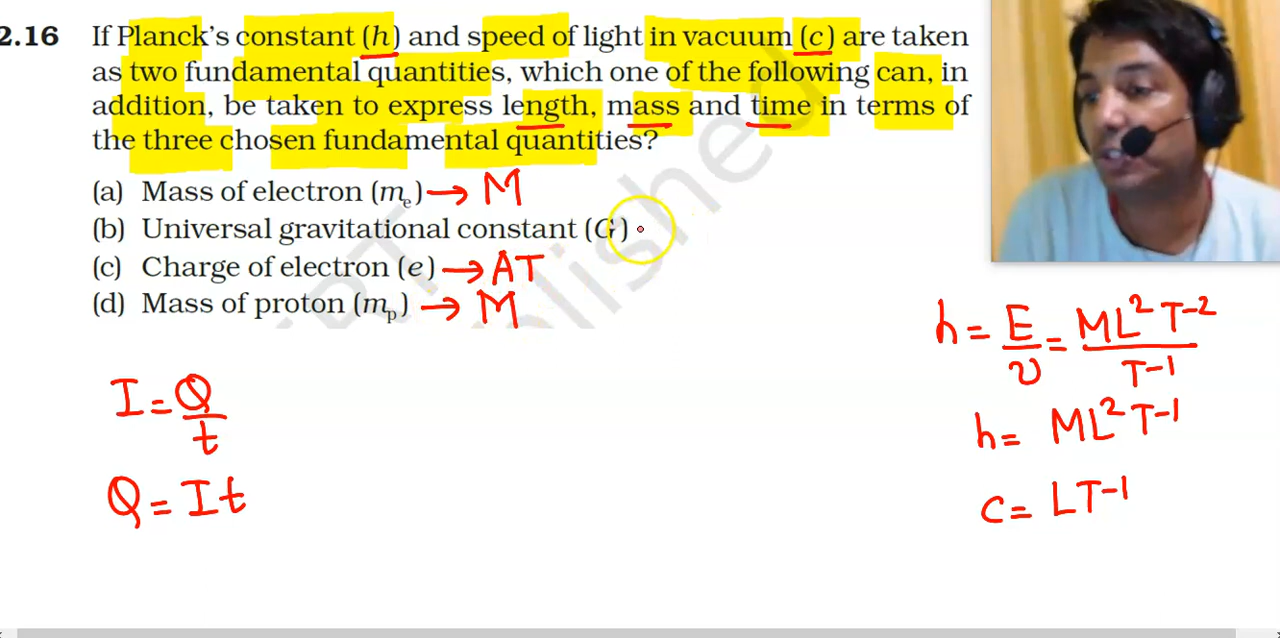 2.16 If Planck's constant (h) and speed of light in vacuum (c) are taken
as two fundamental quantities, which one of the following can, in
addition, be taken to express length, mass and time in terms of
the three chosen fundamental quantities?
(a) Mass of electron (mₑ) → M
(b) Universal gravitational constant (G)
(c) Charge of electron (e) → AT
(d) Mass of proton (mₚ) → M
h = E/υ = ML²T⁻²/T⁻¹
h = ML²T⁻¹
c = LT⁻¹
I = Q/t
Q = It